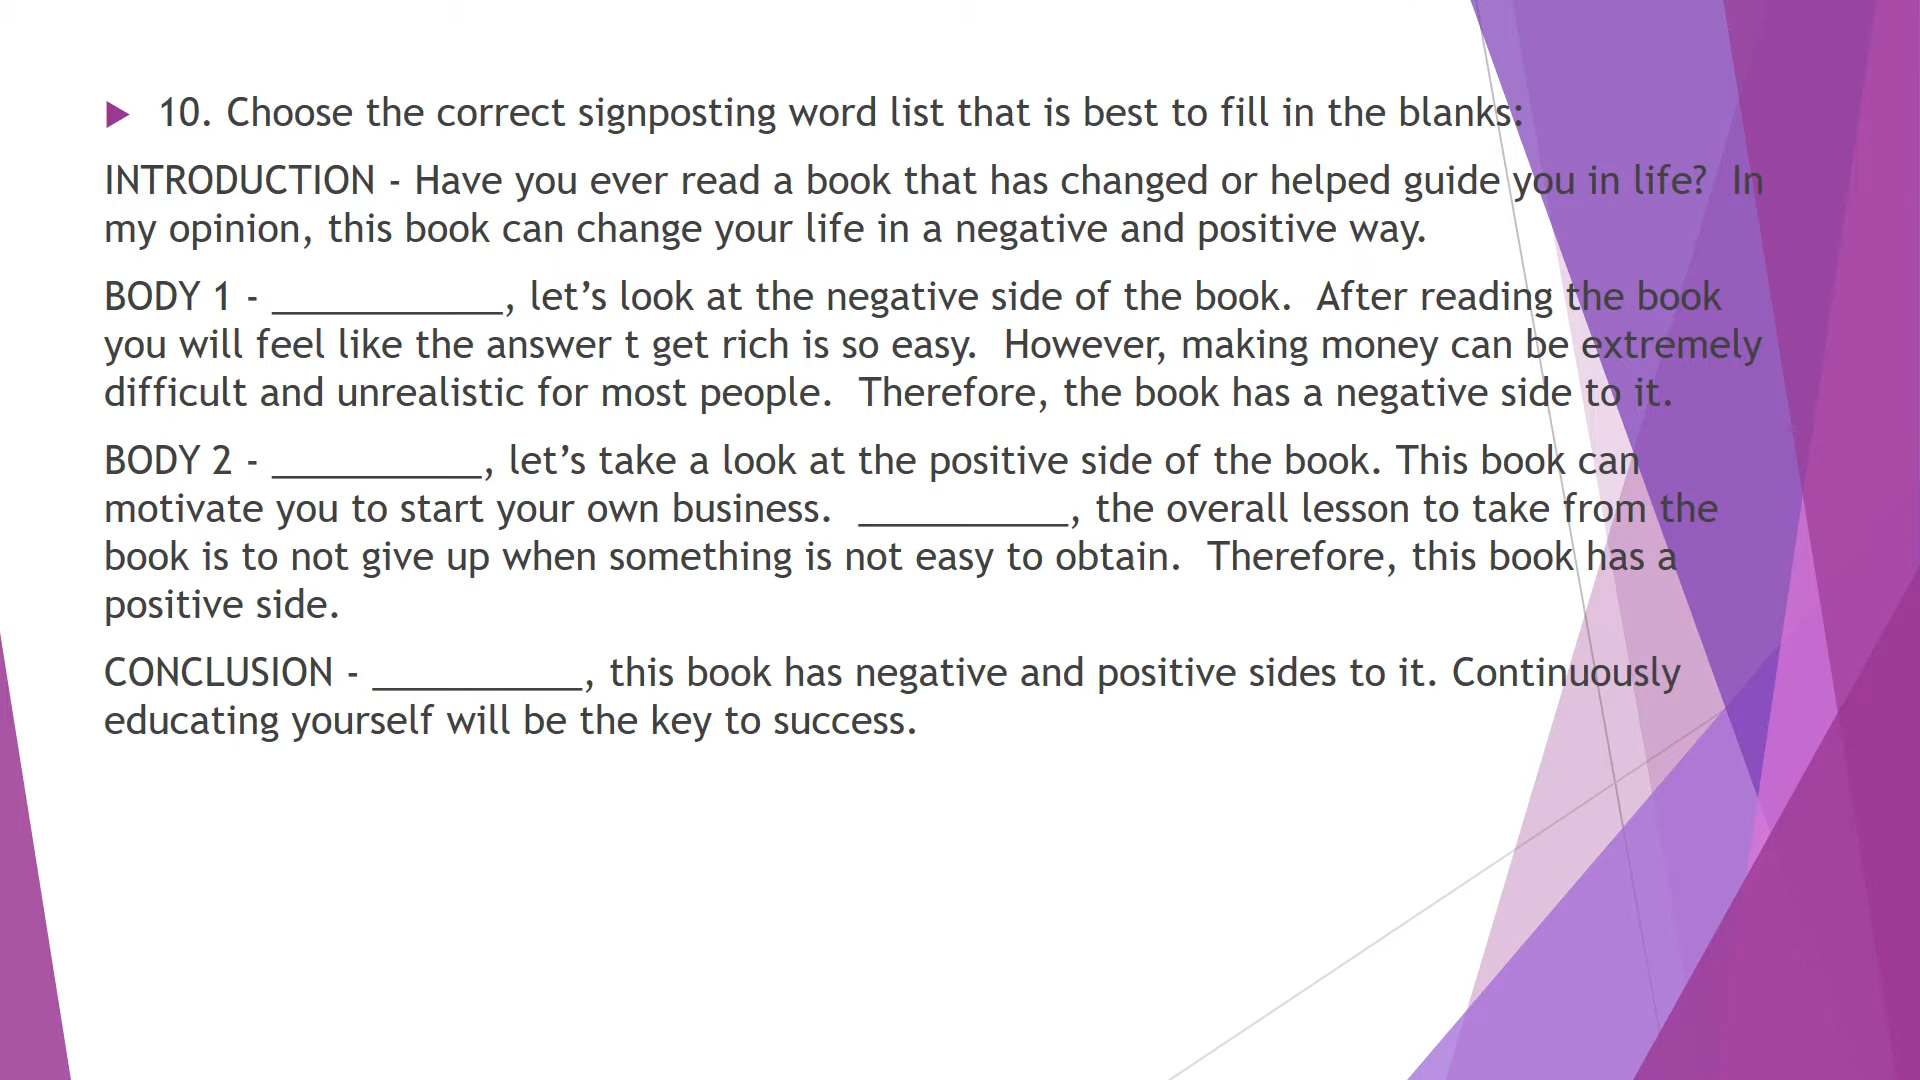 10. Choose the correct signposting word list that is best to fill in the blanks:
INTRODUCTION - Have you ever read a book that has changed or helped guide you in life?  In
my opinion, this book can change your life in a negative and positive way.
BODY 1 - ___________, let’s look at the negative side of the book.  After reading the book
you will feel like the answer t get rich is so easy.  However, making money can be extremely
difficult and unrealistic for most people.  Therefore, the book has a negative side to it.
BODY 2 - __________, let’s take a look at the positive side of the book. This book can
motivate you to start your own business.  __________, the overall lesson to take from the
book is to not give up when something is not easy to obtain.  Therefore, this book has a
positive side.
CONCLUSION - __________, this book has negative and positive sides to it. Continuously
educating yourself will be the key to success.